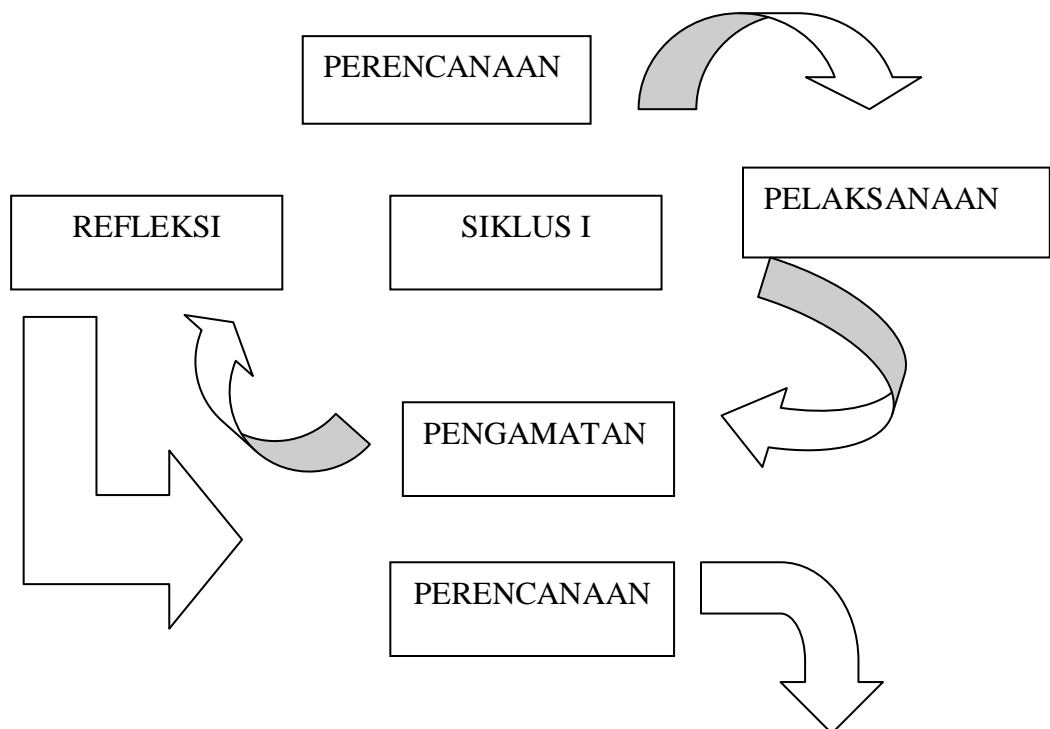 PERENCANAAN
PELAKSANAAN
REFLEKSI
SIKLUS I
PENGAMATAN
PERENCANAAN